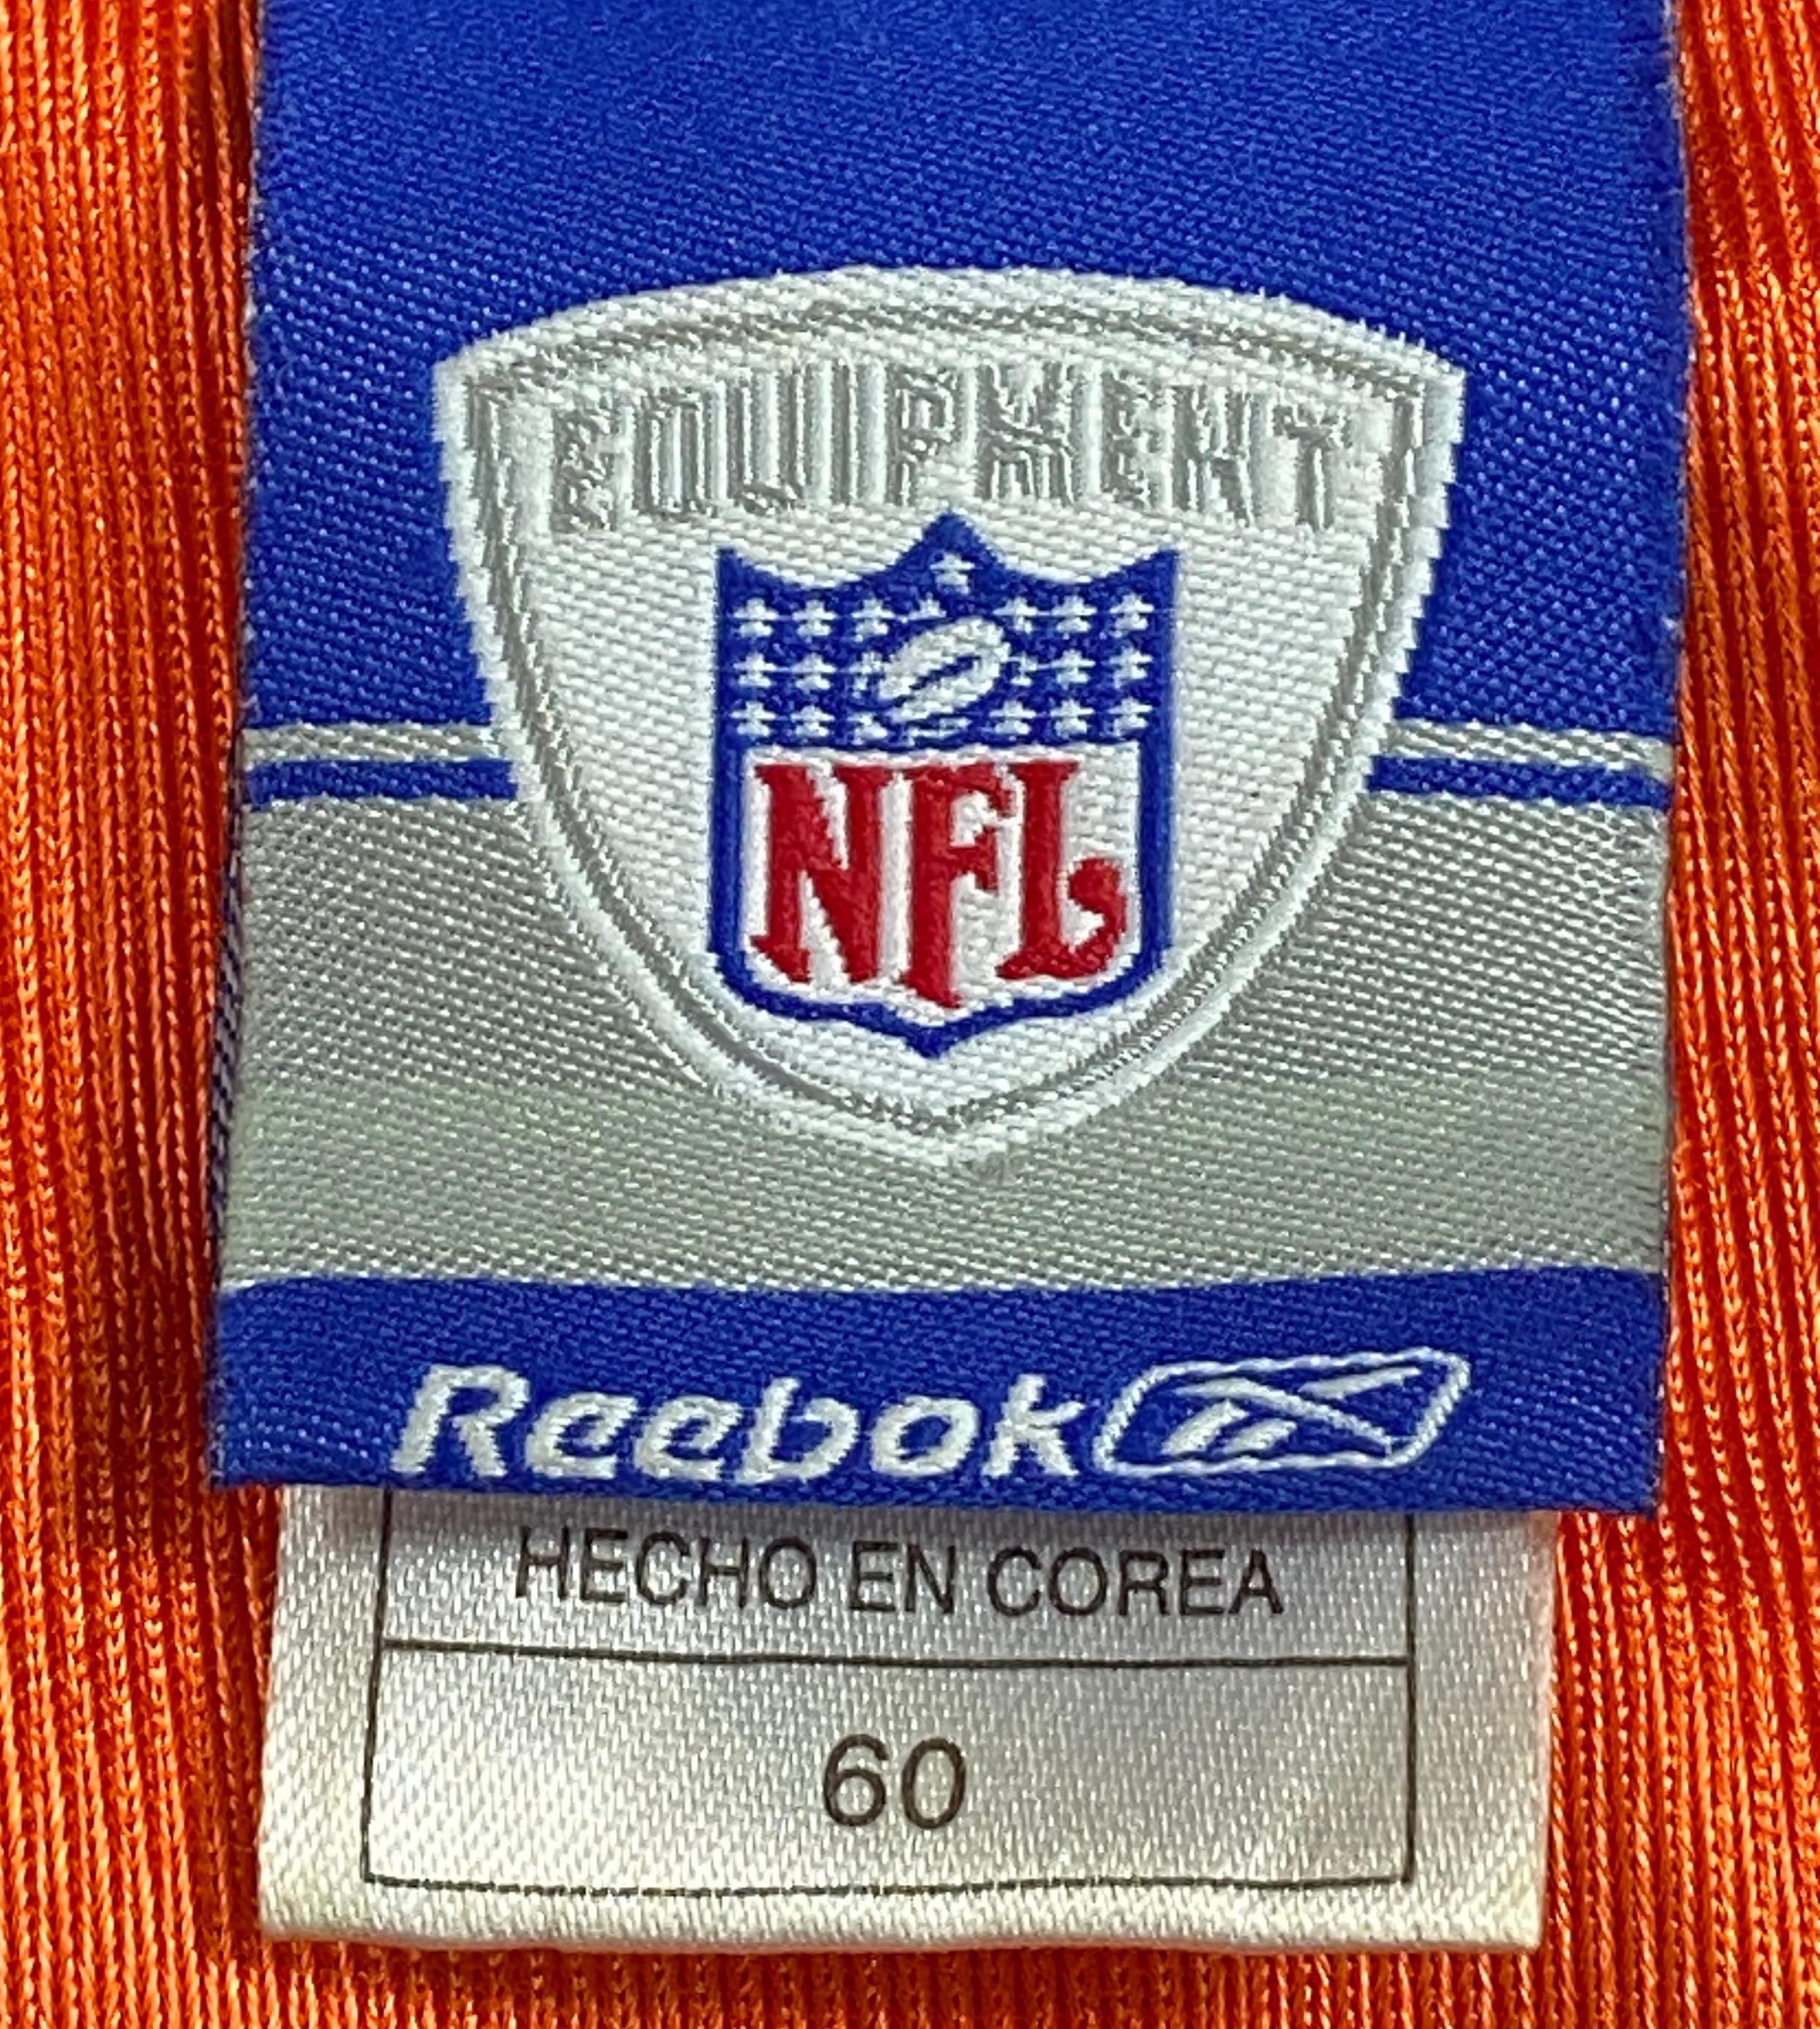 EQUIPMENT
NFL
Reebok
HECHO EN COREA
60